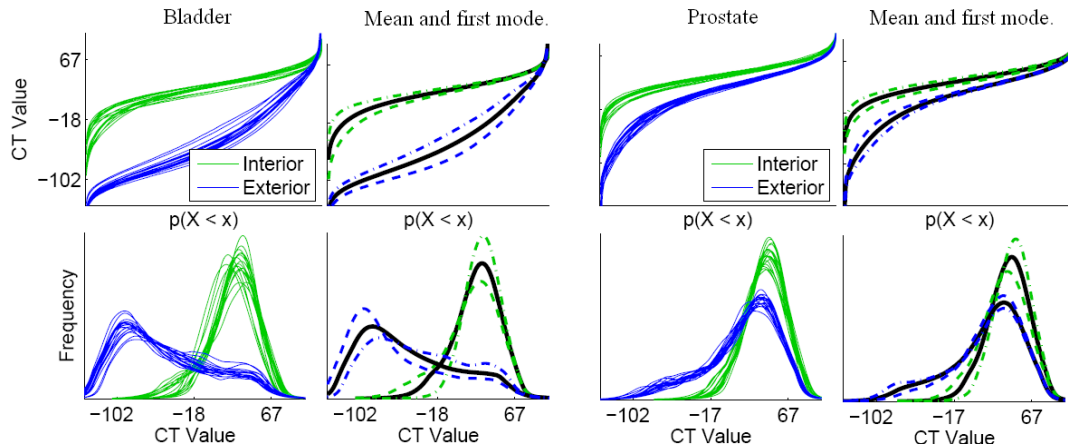 Bladder
Mean and first mode.
Prostate
Mean and first mode.
CT Value
67
−18
−102
Interior
Exterior
Interior
Exterior
p(X < x)
p(X < x)
p(X < x)
p(X < x)
Frequency
−102 −18 67
−102 −18 67
−102 −17 67
−102 −17 67
CT Value
CT Value
CT Value
CT Value